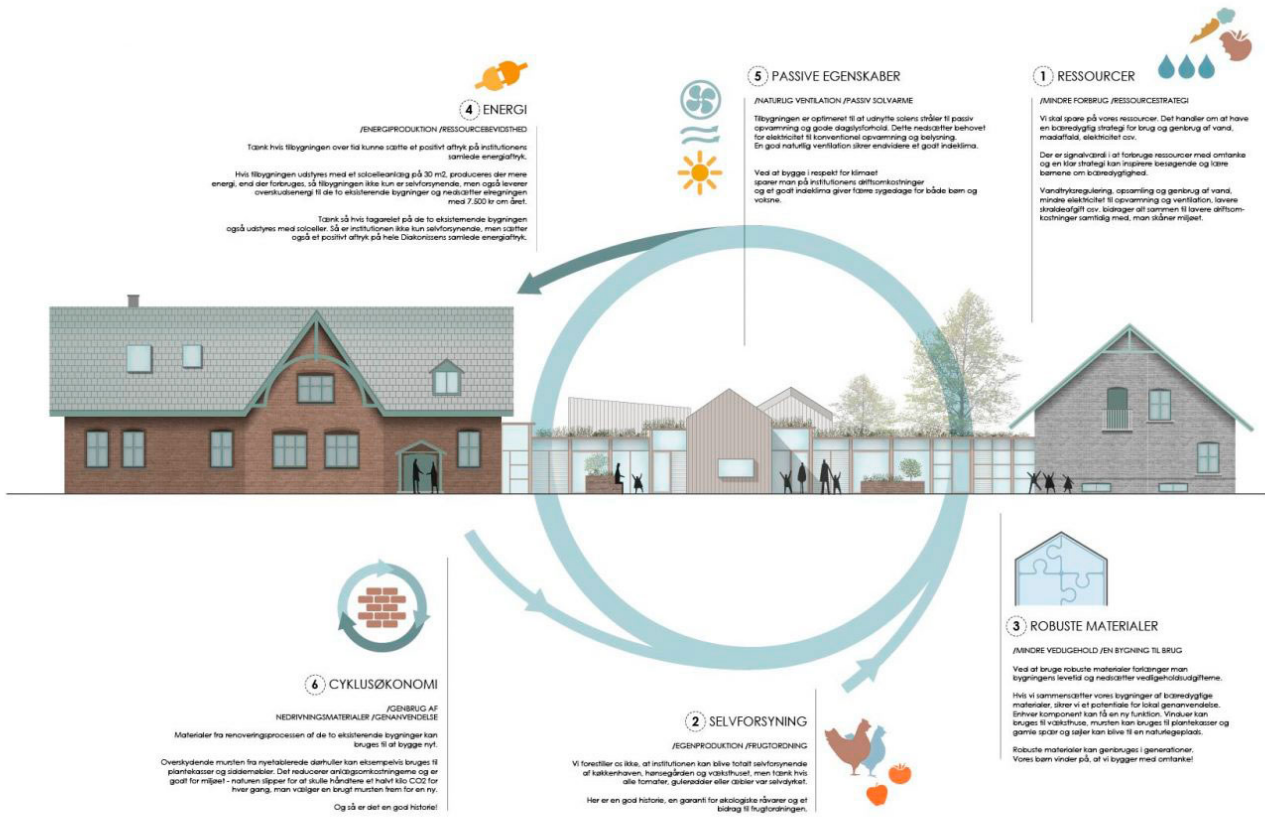 4 ENERGI
/ENERGIPRODUKTION /RESSOURCEBEVIDSTHED
Tænk hvis tilbygningen over tid kunne sætte et positivt aftryk på institutionens
samlede energiaftryk.
Hvis tilbygningen udstyres med et solcelleanlæg på 30 m2, produceres der mere
energi, end der forbruges, så tilbygningen ikke kun er selvforsynende, men også leverer
overskudsenergi til de to eksisterende bygninger og nedsætter elregningen
med 7.500 kr om året.
Tænk så hvis tagarealet på de to eksisterende bygningen
også udstyres med solceller. Så er institutionen ikke kun selvforsynende, men sætter
også et positivt aftryk på hele Diakonissens samlede energiaftryk.
5 PASSIVE EGENSKABER
/NATURLIG VENTILATION /PASSIV SOLVARME
Tilbygningen er optimeret til at udnytte solens stråler til passiv
opvarmning og gode dagslysforhold. Dette nedsætter behovet
for elektricitet til konventionel opvarmning og belysning.
En god naturlig ventilation sikrer endvidere et godt indeklima.
Ved at bygge i respekt for klimaet
sparer man på institutionens driftsomkostninger
og et godt indeklima giver færre sygedage for både børn og
voksne.
1 RESSOURCER
/MINDRE FORBRUG /RESSOURCESTRATEGI
Vi skal spare på vores ressourcer. Det handler om at have
en bæredygtig strategi for brug og genbrug af vand,
madaffald, elektricitet osv.
Der er signalværdi i at forbruge ressourcer med omtanke
og en klar strategi kan inspirere besøgende og lære
børnene om bæredygtighed.
Vandtryksregulering, opsamling og genbrug af vand,
mindre elektricitet til opvarmning og ventilation, lavere
skraldeafgift osv. bidrager alt sammen til lavere driftsom-
kostninger samtidig med, man skåner miljøet.
6 CYKLUSØKONOMI
/GENBRUG AF
NEDRIVNINGSMATERIALER /GENANVENDELSE
Materialer fra renoveringsprocessen af de to eksisterende bygninger kan
bruges til at bygge nyt.
Overskydende mursten fra nyetablerede dørhuller kan eksempelvis bruges til
plantekasser og siddemøbler. Det reducerer anlægsomkostningerne og er
godt for miljøet - naturen slipper for at skulle håndtere et halvt kilo CO2 for
hver gang, man vælger en brugt mursten frem for en ny.
Og så er det en god historie!
2 SELVFORSYNING
/EGENPRODUKTION /FRUGTORDNING
Vi forestiller os ikke, at institutionen kan blive totalt selvforsynende
af køkkenhaven, hønsegården og væksthuset, men tænk hvis
alle tomater, gulerødder eller æbler var selvdyrket.
Her er en god historie, en garanti for økologiske råvarer og et
bidrag til frugtordningen.
3 ROBUSTE MATERIALER
/MINDRE VEDLIGEHOLD /EN BYGNING TIL BRUG
Ved at bruge robuste materialer forlænger man
bygningens levetid og nedsætter vedligeholdsudgifterne.
Hvis vi sammensætter vores bygninger af bæredygtige
materialer, sikrer vi et potentiale for lokal genanvendelse.
Enhver komponent kan få en ny funktion. Vinduer kan
bruges til væksthuse, mursten kan bruges til plantekasser og
gamle spær og søjler kan blive til en naturlegeplads.
Robuste materialer kan genbruges i generationer.
Vores børn vinder på, at vi bygger med omtanke!